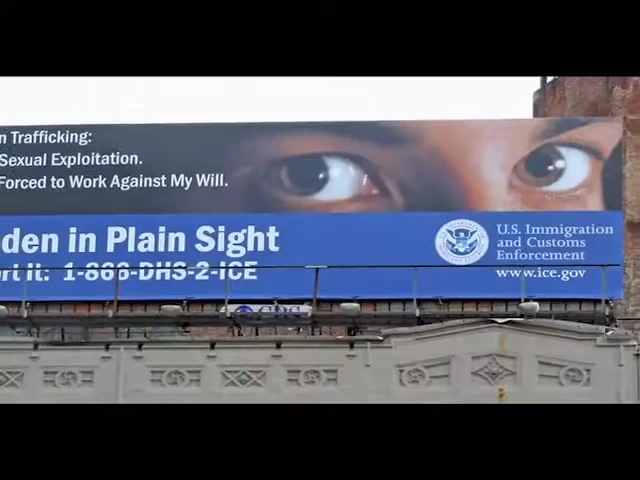 n Trafficking:
Sexual Exploitation.
Forced to Work Against My Will.
den in Plain Sight
rt it: 1-866-DHS-2-ICE
U.S. Immigration
and Customs
Enforcement
www.ice.gov
CBS